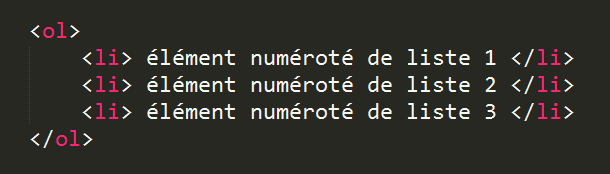 <ol>
<li> élément numéroté de liste 1 </li>
<li> élément numéroté de liste 2 </li>
<li> élément numéroté de liste 3 </li>
</ol>